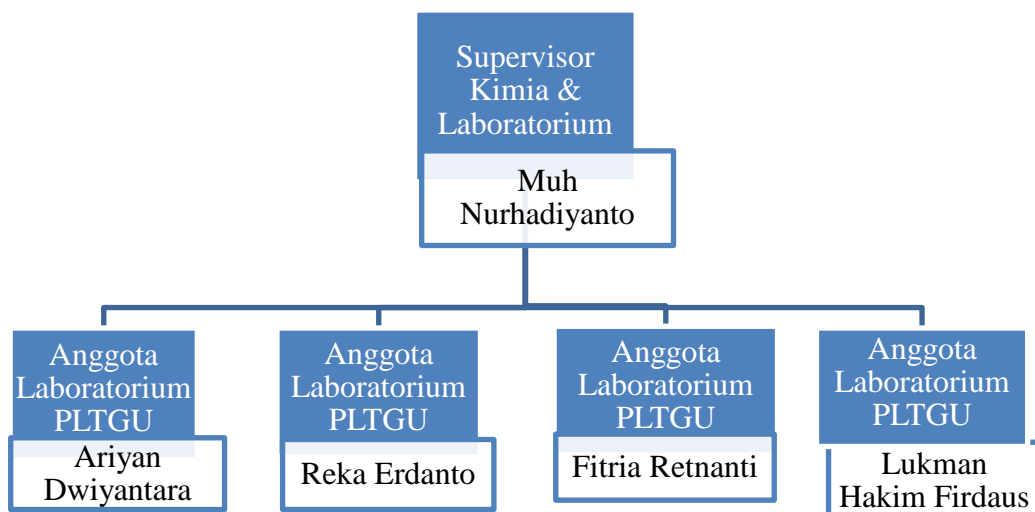 Supervisor
Kimia &
Laboratorium
Muh
Nurhadiyanto
Anggota
Laboratorium
PLTGU
Ariyan
Dwiyantara
Anggota
Laboratorium
PLTGU
Reka Erdanto
Anggota
Laboratorium
PLTGU
Fitria Retnanti
Anggota
Laboratorium
PLTGU
Lukman
Hakim Firdaus